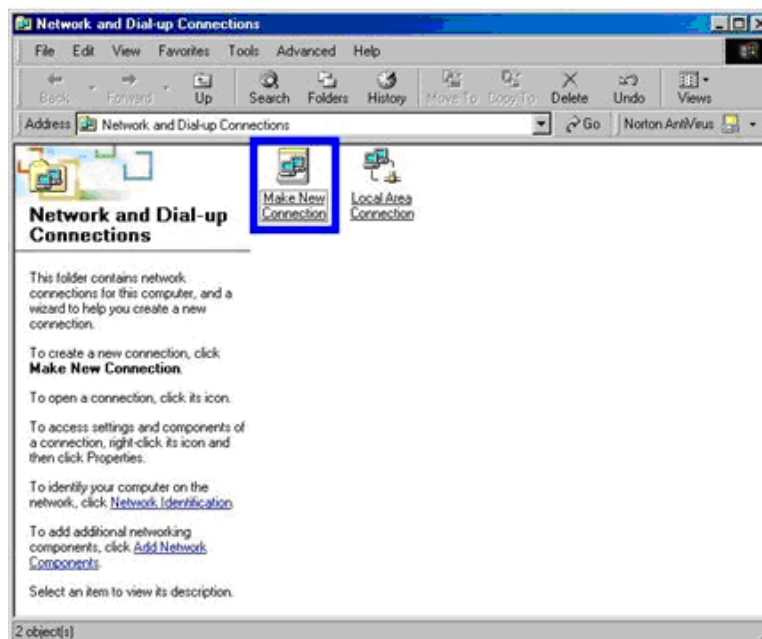 Network and Dial-up Connections
File Edit View Favorites Tools Advanced Help
Back Forward Up Search Folders History Move To Copy To Delete Undo Views
Address Network and Dial-up Connections Go Norton AntiVirus
Make New
Connection
Local Area
Connection
Network and Dial-up
Connections
This folder contains network
connections for this computer, and a
wizard to help you create a new
connection.
To create a new connection, click
Make New Connection.
To open a connection, click its icon.
To access settings and components of
a connection, right-click its icon and
then click Properties.
To identify your computer on the
network, click Network Identification.
To add additional networking
components, click Add Network
Components.
Select an item to view its description.
2 object(s)